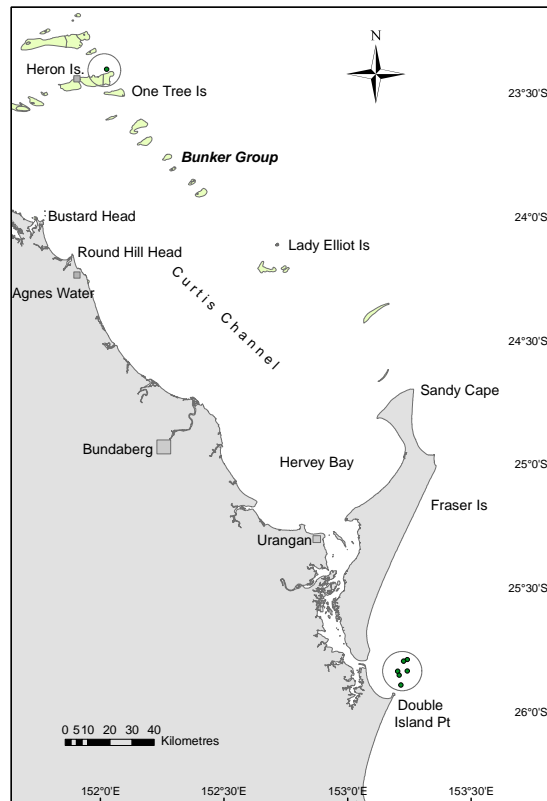 N
Heron Is.
One Tree Is
23°30'S
Bunker Group
Bustard Head
24°0'S
Round Hill Head
Lady Elliot Is
Agnes Water
Curtis Channel
24°30'S
Sandy Cape
Bundaberg
Hervey Bay
25°0'S
Fraser Is
Urangan
25°30'S
Double
Island Pt
26°0'S
0 5 10 20 30 40
Kilometres
152°0'E 152°30'E 153°0'E 153°30'E